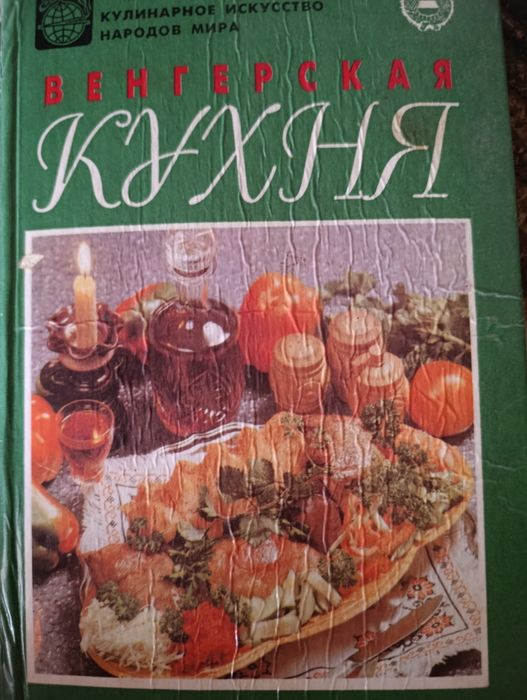 КУЛИНАРНОЕ ИСКУССТВО
НАРОДОВ МИРА
ВЕНГЕРСКАЯ
КУХНЯ